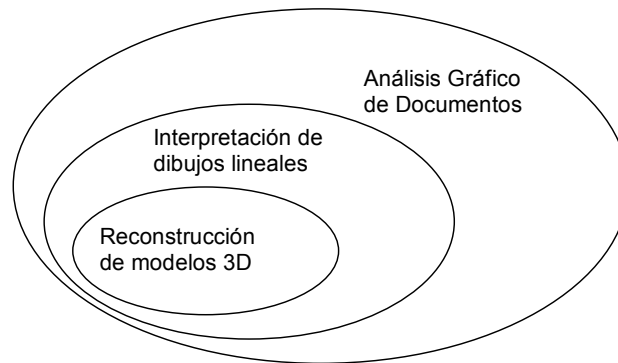 Análisis Gráfico
de Documentos
Interpretación de
dibujos lineales
Reconstrucción
de modelos 3D